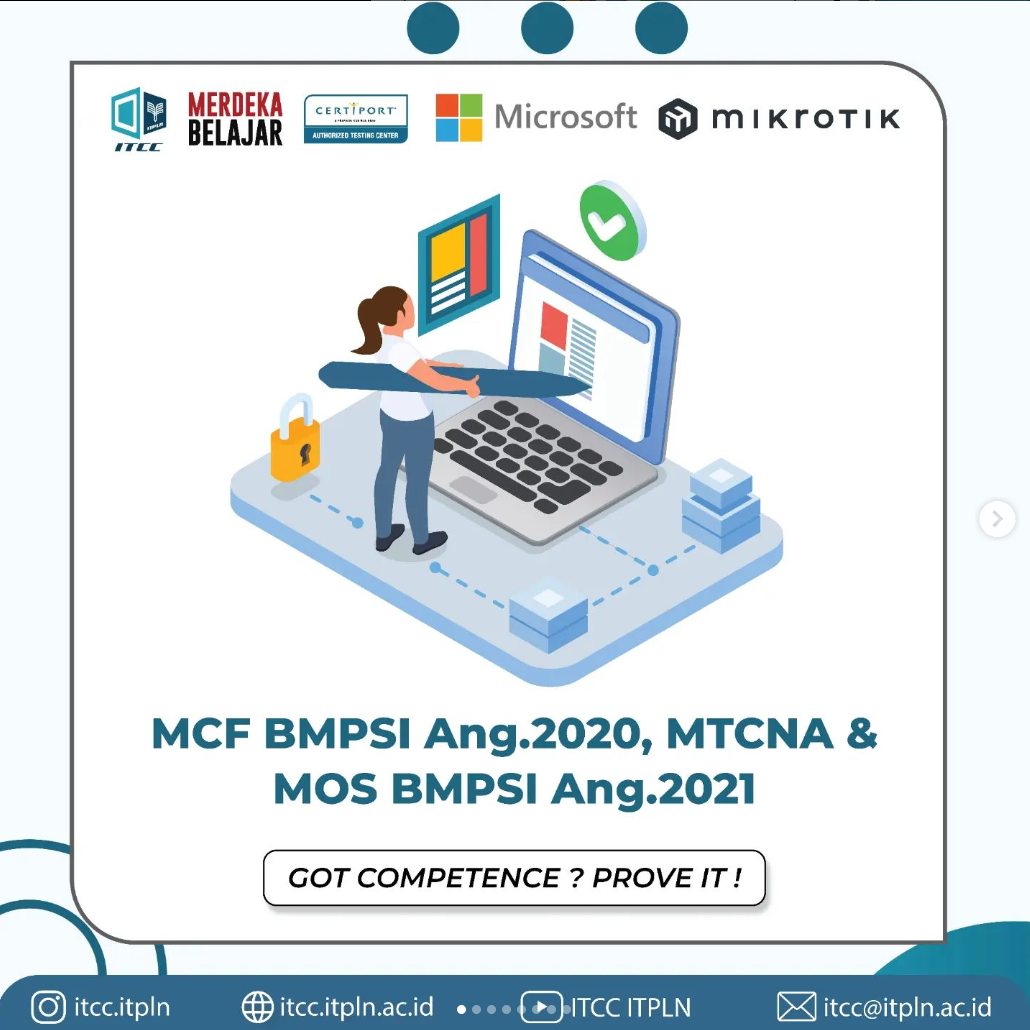 ITCC
MERDEKA
BELAJAR
CERTIPORT
AUTHORIZED TESTING CENTER
Microsoft
mikrotik
MCF BMPSI Ang.2020, MTCNA &
MOS BMPSI Ang.2021
GOT COMPETENCE ? PROVE IT !
itcc.itpln
itcc.itpln.ac.id
ITCC ITPLN
itcc@itpln.ac.id